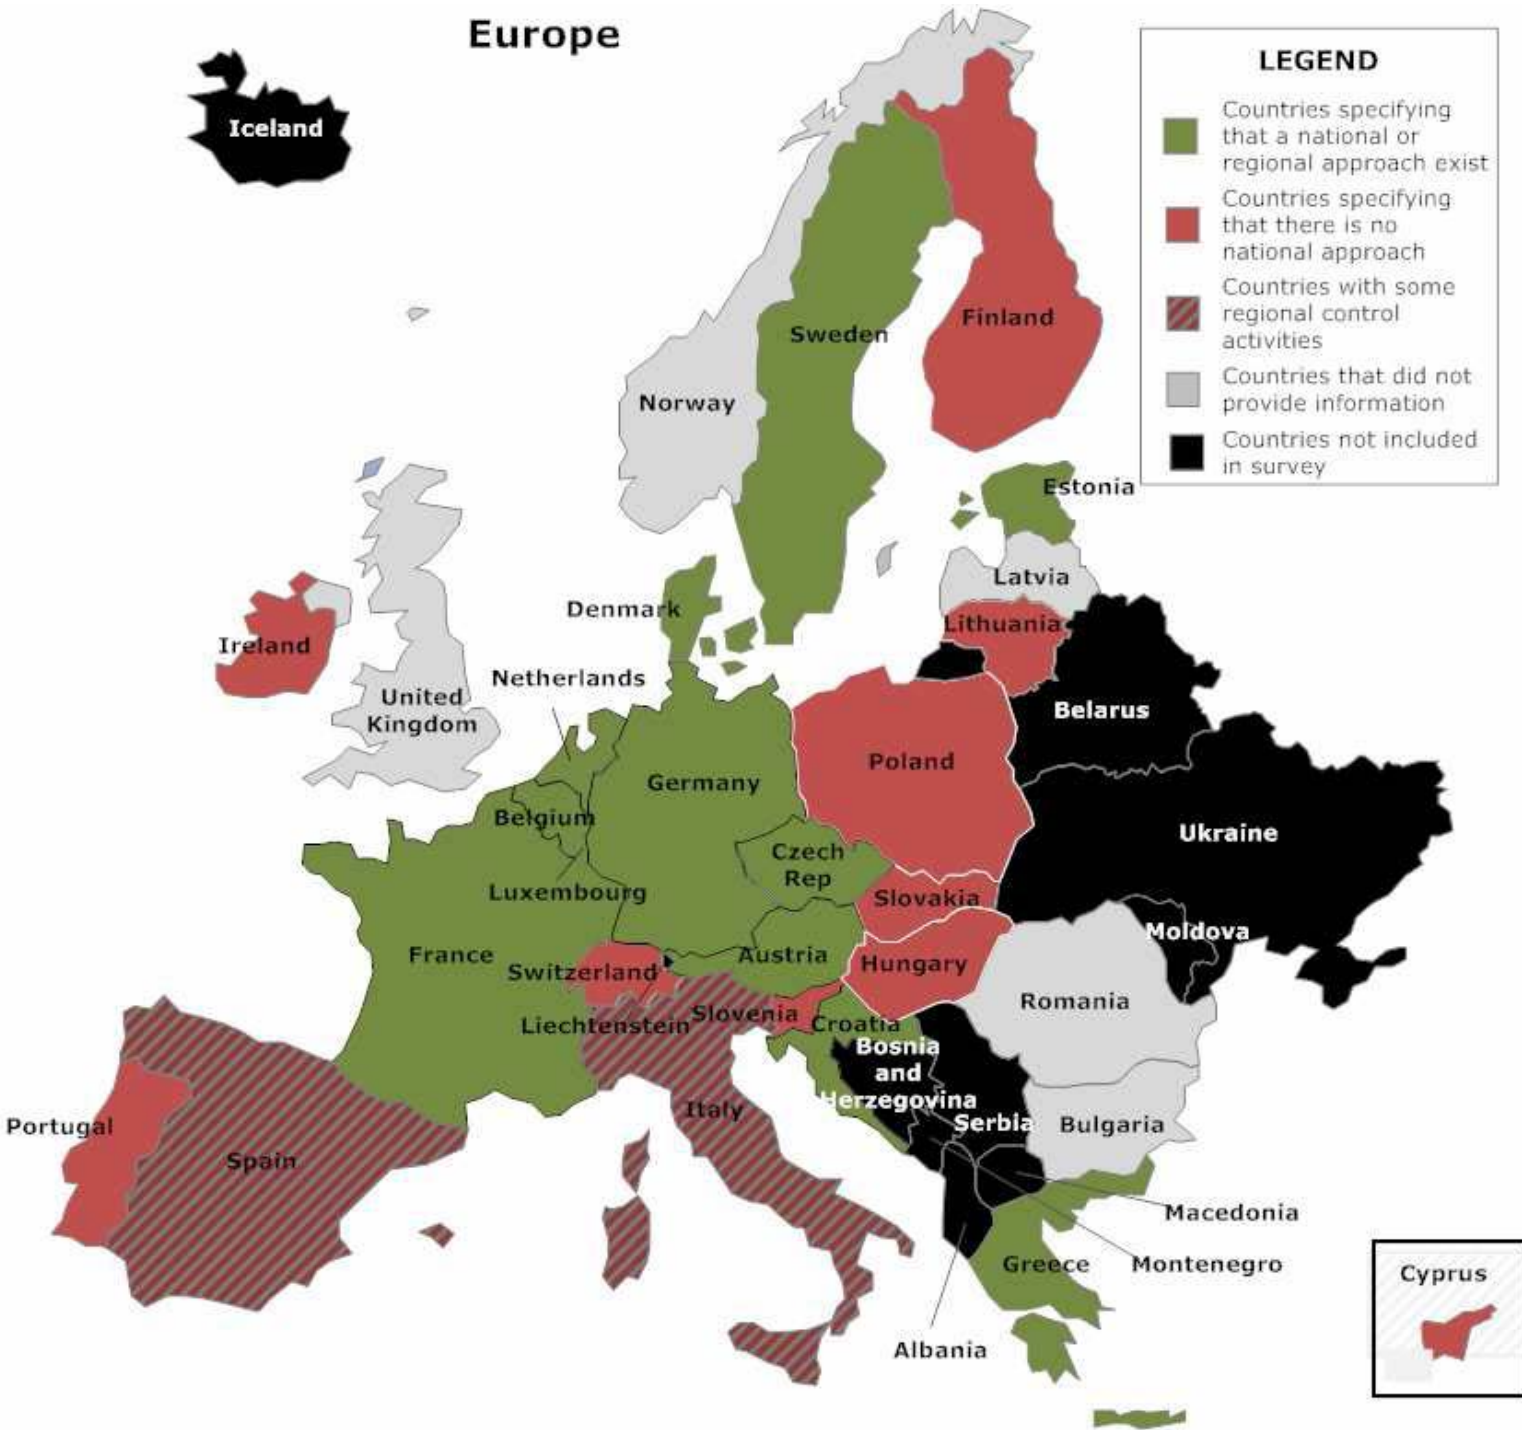 Europe
LEGEND
Countries specifying
that a national or
regional approach exist
Countries specifying
that there is no
national approach
Countries with some
regional control
activities
Countries that did not
provide information
Countries not included
in survey
Iceland
Sweden
Finland
Norway
Estonia
Latvia
Denmark
Lithuania
Ireland
Netherlands
United
Kingdom
Belarus
Poland
Germany
Belgium
Ukraine
Czech
Rep
Luxembourg
Slovakia
Moldova
France
Austria
Switzerland
Hungary
Romania
Slovenia
Liechtenstein
Croatia
Bosnia
and
Herzegovina
Italy
Serbia
Bulgaria
Portugal
Spain
Macedonia
Greece
Montenegro
Cyprus
Albania